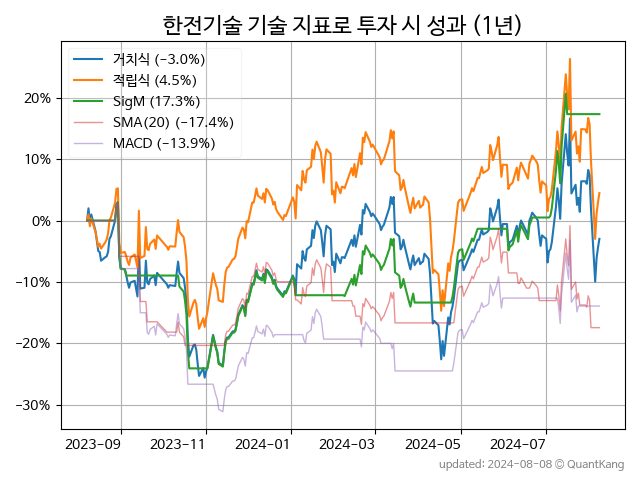 한전기술 기술 지표로 투자 시 성과 (1년)
거치식 (−3.0%)
적립식 (4.5%)
SigM (17.3%)
SMA(20) (−17.4%)
MACD (−13.9%)
20%
10%
0%
−10%
−20%
−30%
2023-09 2023-11 2024-01 2024-03 2024-05 2024-07
updated: 2024-08-08 © QuantKang